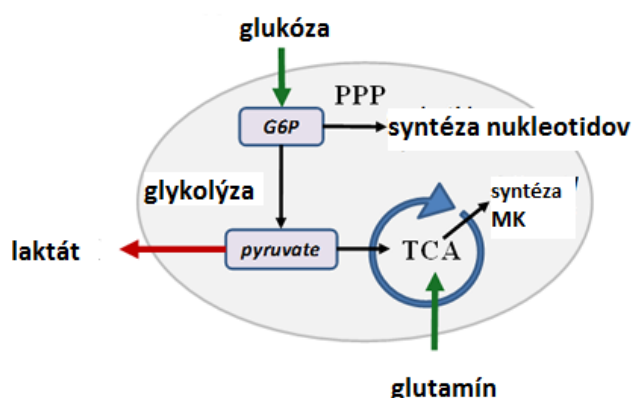 glukóza
PPP
G6P
syntéza nukleotidov
glykolýza
syntéza
MK
laktát
pyruvate
TCA
glutamín